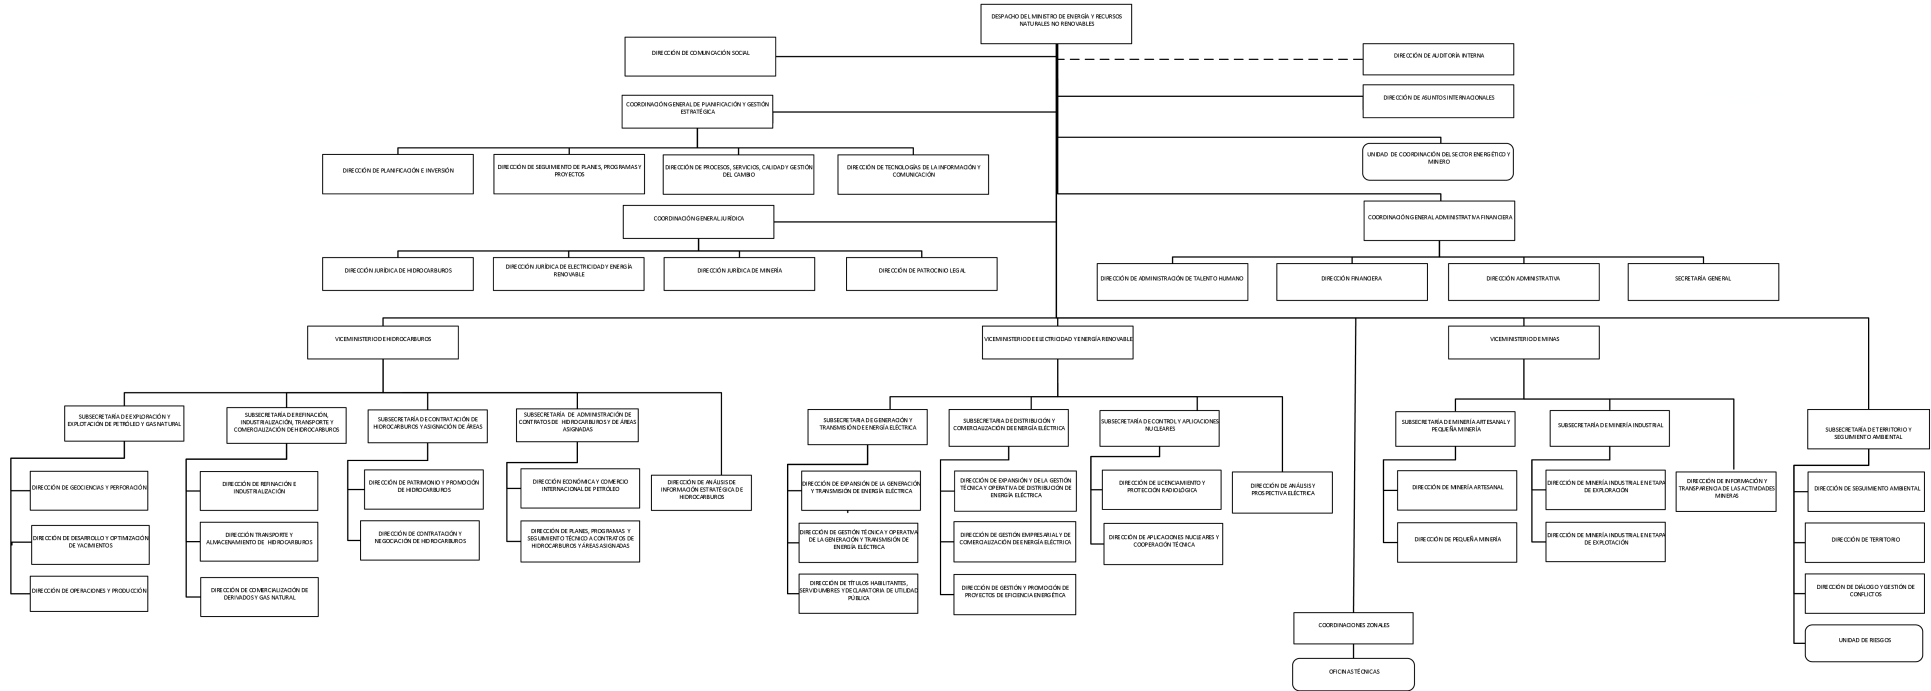 DESPACHO DEL MINISTRO DE ENERGÍA Y RECURSOS
NATURALES NO RENOVABLES
DIRECCIÓN DE COMUNCACIÓN SOCIAL
DIRECCIÓN DE AUDITORÍA INTERNA
DIRECCIÓN DE ASUNTOS INTERNACIONALES
COORDINACIÓN GENERAL DE PLANIFICACIÓN Y GESTIÓN
ESTRATÉGICA
UNIDAD DE COORDINACIÓN DEL SECTOR ENERGÉTICO Y
MINERO
DIRECCIÓN DE PLANIFICACIÓN E INVERSIÓN
DIRECCIÓN DE SEGUIMIENTO DE PLANES, PROGRAMAS Y
PROYECTOS
DIRECCIÓN DE PROCESOS, SERVICIOS, CALIDAD Y GESTIÓN
DEL CAMBIO
DIRECCIÓN DE TECNOLOGÍAS DE LA INFORMACIÓN Y
COMUNICACIÓN
COORDINACIÓN GENERAL JURÍDICA
COORDINACIÓN GENERAL ADMINISTRATIVA FINANCIERA
DIRECCIÓN JURÍDICA DE HIDROCARBUROS
DIRECCIÓN JURÍDICA DE ELECTRICIDAD Y ENERGÍA
RENOVABLE
DIRECCIÓN JURÍDICA DE MINERÍA
DIRECCIÓN DE PATROCINIO LEGAL
DIRECCIÓN DE ADMINISTRACIÓN DE TALENTO HUMANO
DIRECCIÓN FINANCIERA
DIRECCIÓN ADMINISTRATIVA
SECRETARÍA GENERAL
VICEMINISTERIO DE HIDROCARBUROS
VICEMINISTERIO DE ELECTRICIDAD Y ENERGÍA RENOVABLE
VICEMINISTERIO DE MINAS
SUBSECRETARÍA DE EXPLORACIÓN Y
EXPLOTACIÓN DE PETRÓLEO Y GAS NATURAL
SUBSECRETARÍA DE REFINACIÓN,
INDUSTRIALIZACIÓN, TRANSPORTE Y
COMERCIALIZACIÓN DE HIDROCARBUROS
SUBSECRETARÍA DE CONTRATACIÓN DE
HIDROCARBUROS Y ASIGNACIÓN DE ÁREAS
SUBSECRETARÍA DE ADMINISTRACIÓN DE
CONTRATOS DE HIDROCARBUROS Y DE ÁREAS
ASIGNADAS
SUBSECRETARIA DE GENERACIÓN Y
TRANSMISIÓN DE ENERGÍA ELÉCTRICA
SUBSECRETARIA DE DISTRIBUCIÓN Y
COMERCIALIZACIÓN DE ENERGÍA ELÉCTRICA
SUBSECRETARÍA DE CONTROL Y APLICACIONES
NUCLEARES
SUBSECRETARÍA DE MINERÍA ARTESANAL Y
PEQUEÑA MINERÍA
SUBSECRETARÍA DE MINERÍA INDUSTRIAL
SUBSECRETARÍA DE TERRITORIO Y
SEGUIMIENTO AMBIENTAL
DIRECCIÓN DE GEOCIENCIAS Y PERFORACIÓN
DIRECCIÓN DE REFINACIÓN E
INDUSTRIALIZACIÓN
DIRECCIÓN DE PATRIMONIO Y PROMOCIÓN
DE HIDROCARBUROS
DIRECCIÓN ECONÓMICA Y COMERCIO
INTERNACIONAL DE PETRÓLEO
DIRECCIÓN DE ANÁLISIS DE
INFORMACIÓN ESTRATÉGICA DE
HIDROCARBUROS
DIRECCIÓN DE EXPANSIÓN DE LA GENERACIÓN
Y TRANSMISIÓN DE ENERGÍA ELÉCTRICA
DIRECCIÓN DE EXPANSIÓN Y DE LA GESTIÓN
TÉCNICA Y OPERATIVA DE DISTRIBUCIÓN DE
ENERGÍA ELÉCTRICA
DIRECCIÓN DE LICENCIAMIENTO Y
PROTECCIÓN RADIOLÓGICA
DIRECCIÓN DE ANÁLISIS Y
PROSPECTIVA ELÉCTRICA
DIRECCIÓN DE MINERÍA ARTESANAL
DIRECCIÓN DE MINERÍA INDUSTRIAL EN ETAPA
DE EXPLORACIÓN
DIRECCIÓN DE INFORMACIÓN Y
TRANSPARENCIA DE LAS ACTIVIDADES
MINERAS
DIRECCIÓN DE SEGUIMIENTO AMBIENTAL
DIRECCIÓN DE DESARROLLO Y OPTIMIZACIÓN
DE YACIMIENTOS
DIRECCIÓN TRANSPORTE Y
ALMACENAMIENTO DE HIDROCARBUROS
DIRECCIÓN DE CONTRATACIÓN Y
NEGOCIACIÓN DE HIDROCARBUROS
DIRECCIÓN DE PLANES, PROGRAMAS Y
SEGUIMIENTO TÉCNICO A CONTRATOS DE
HIDROCARBUROS Y ÁREAS ASIGNADAS
DIRECCIÓN DE GESTIÓN TÉCNICA Y OPERATIVA
DE LA GENERACIÓN Y TRANSMISIÓN DE
ENERGÍA ELÉCTRICA
DIRECCIÓN DE GESTIÓN EMPRESARIAL Y DE
COMERCIALIZACIÓN DE ENERGÍA ELÉCTRICA
DIRECCIÓN DE APLICACIONES NUCLEARES Y
COOPERACIÓN TÉCNICA
DIRECCIÓN DE PEQUEÑA MINERÍA
DIRECCIÓN DE MINERÍA INDUSTRIAL EN ETAPA
DE EXPLOTACIÓN
DIRECCIÓN DE TERRITORIO
DIRECCIÓN DE OPERACIONES Y PRODUCCIÓN
DIRECCIÓN DE COMERCIALIZACIÓN DE
DERIVADOS Y GAS NATURAL
DIRECCIÓN DE TÍTULOS HABILITANTES,
SERVIDUMBRES Y DECLARATORIA DE UTILIDAD
PÚBLICA
DIRECCIÓN DE GESTIÓN Y PROMOCIÓN DE
PROYECTOS DE EFICIENCIA ENERGÉTICA
DIRECCIÓN DE DIÁLOGO Y GESTIÓN DE
CONFLICTOS
COORDINACIONES ZONALES
UNIDAD DE RIESGOS
OFICINAS TÉCNICAS